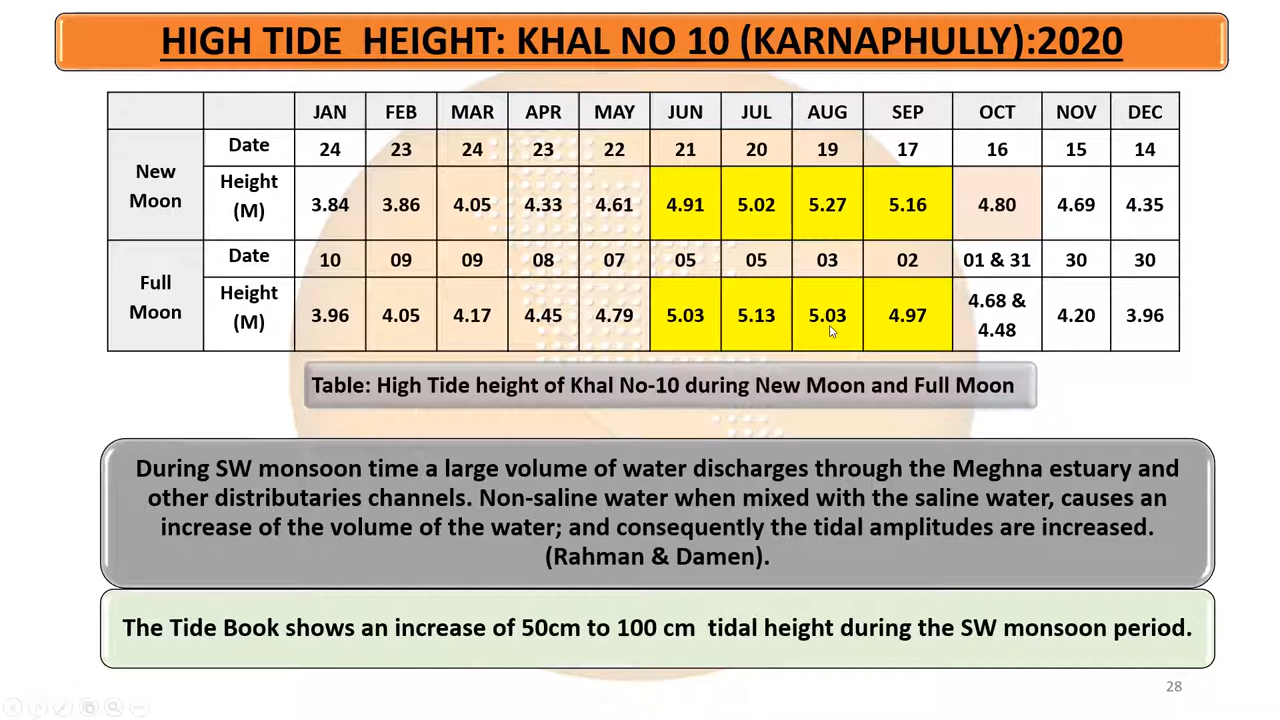 HIGH TIDE HEIGHT: KHAL NO 10 (KARNAPHULLY):2020
JAN FEB MAR APR MAY JUN JUL AUG SEP OCT NOV DEC
New Moon Date 24 23 24 23 22 21 20 19 17 16 15 14
Height (M) 3.84 3.86 4.05 4.33 4.61 4.91 5.02 5.27 5.16 4.80 4.69 4.35
Full Moon Date 10 09 09 08 07 05 05 03 02 01 & 31 30 30
Height (M) 3.96 4.05 4.17 4.45 4.79 5.03 5.13 5.03 4.97 4.68 & 4.48 4.20 3.96
Table: High Tide height of Khal No-10 during New Moon and Full Moon
During SW monsoon time a large volume of water discharges through the Meghna estuary and
other distributaries channels. Non-saline water when mixed with the saline water, causes an
increase of the volume of the water; and consequently the tidal amplitudes are increased.
(Rahman & Damen).
The Tide Book shows an increase of 50cm to 100 cm tidal height during the SW monsoon period.
28